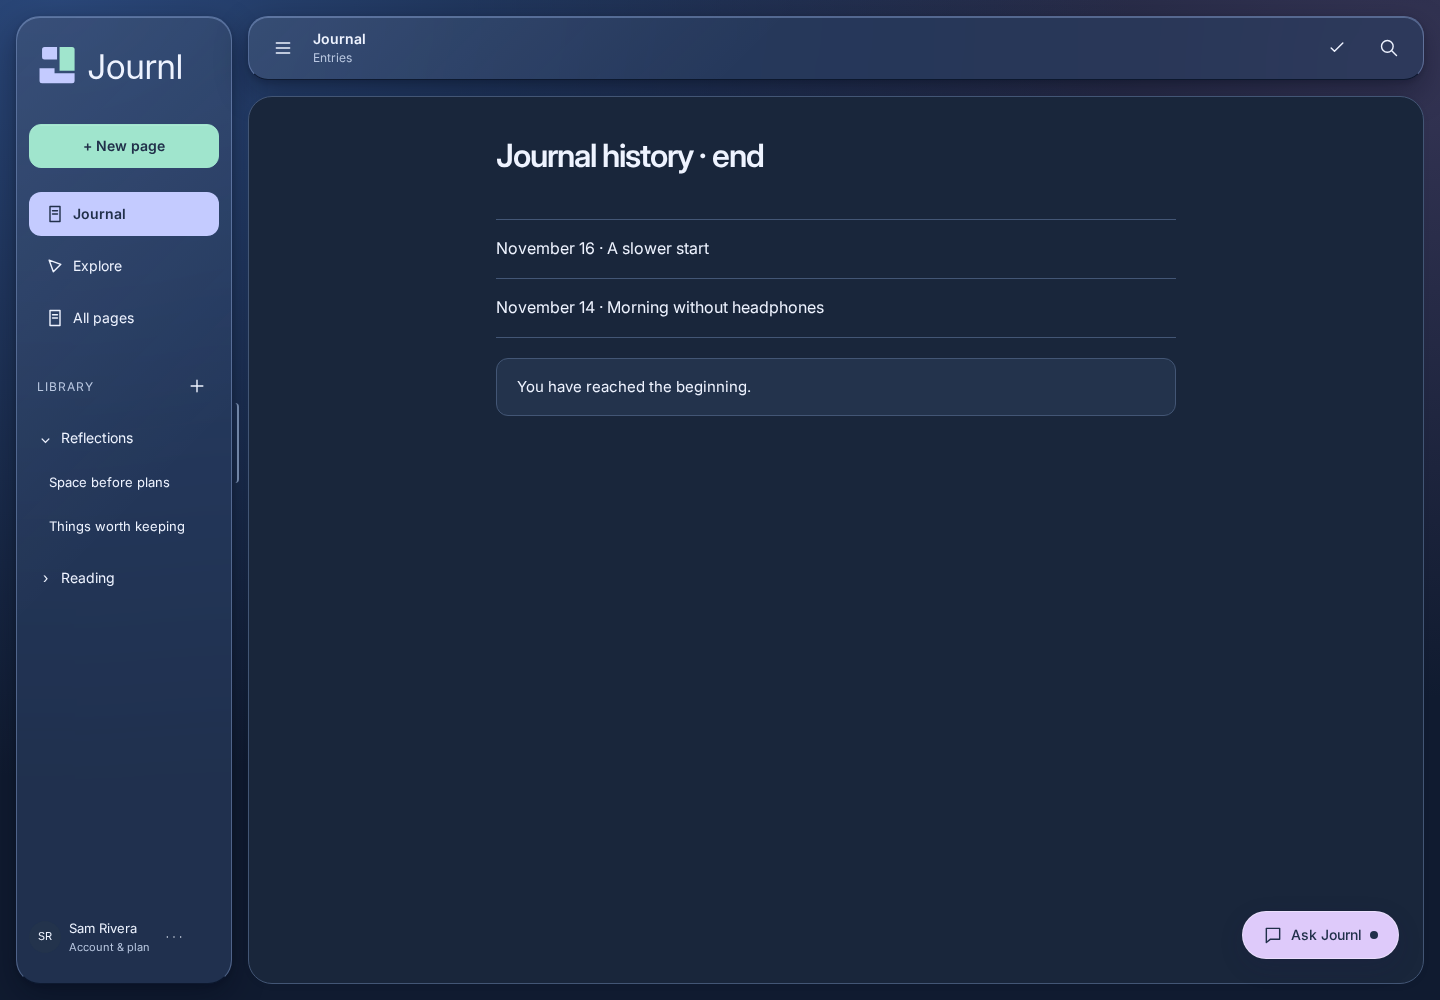 Journl
+ New page
Journal
Explore
All pages
LIBRARY
Reflections
Space before plans
Things worth keeping
Reading
SR
Sam Rivera
Account & plan
Journal
Entries
Journal history · end
November 16 · A slower start
November 14 · Morning without headphones
You have reached the beginning.
Ask Journl